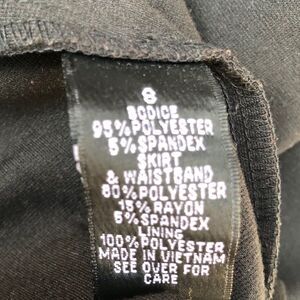 8
BODICE
95%POLYESTER
5%SPANDEX
SKIRT
& WAISTBAND
80%POLYESTER
15%RAYON
5%SPANDEX
LINING
100%POLYESTER
MADE IN VIETNAM
SEE OVER FOR
CARE